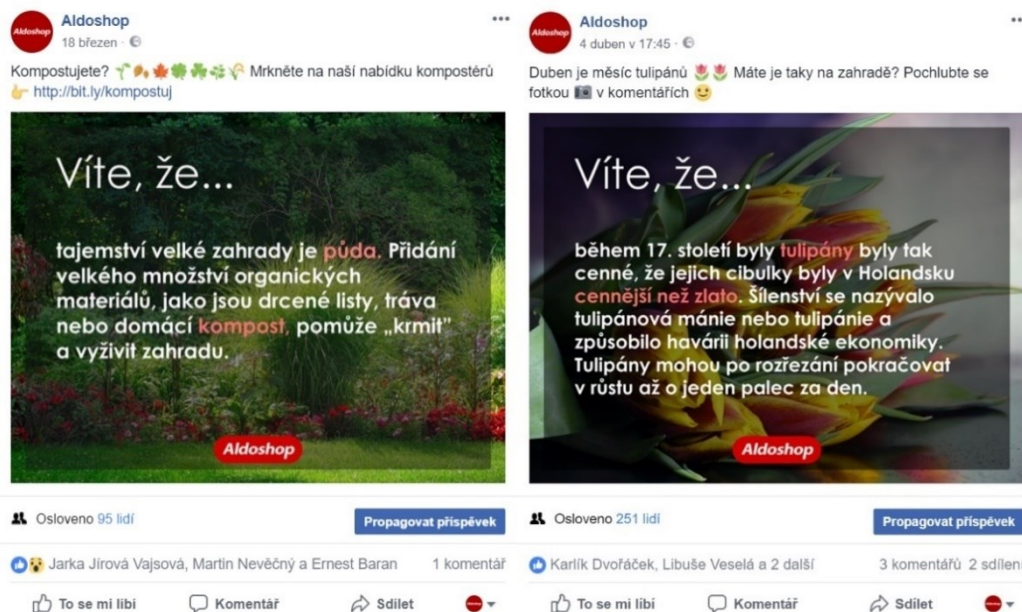 Aldoshop
Aldoshop
18 březen
Kompostujete? Mrkněte na naší nabídku kompostérů
http://bit.ly/kompostuj
Víte, že...
tajemství velké zahrady je půda. Přidání
velkého množství organických
materiálů, jako jsou drcené listy, tráva
nebo domácí kompost, pomůže „krmit”
a vyživit zahradu.
Aldoshop
Osloveno 95 lidí
Propagovat příspěvek
Jarka Jírová Vajsová, Martin Nevěčný a Ernest Baran
1 komentář
To se mi líbí
Komentář
Sdílet
Aldoshop
Aldoshop
4 duben v 17:45
Duben je měsíc tulipánů Máte je taky na zahradě? Pochlubte se
fotkou v komentářích
Víte, že...
během 17. století byly tulipány byly tak
cenné, že jejich cibulky byly v Holandsku
cennější než zlato. Šílenství se nazývalo
tulipánová mánie nebo tulipánie a
způsobilo havárii holandské ekonomiky.
Tulipány mohou po rozřezání pokračovat
v růstu až o jeden palec za den.
Aldoshop
Osloveno 251 lidí
Propagovat příspěvek
Karlík Dvořáček, Libuše Veselá a 2 další
3 komentářů 2 sdílení
To se mi líbí
Komentář
Sdílet